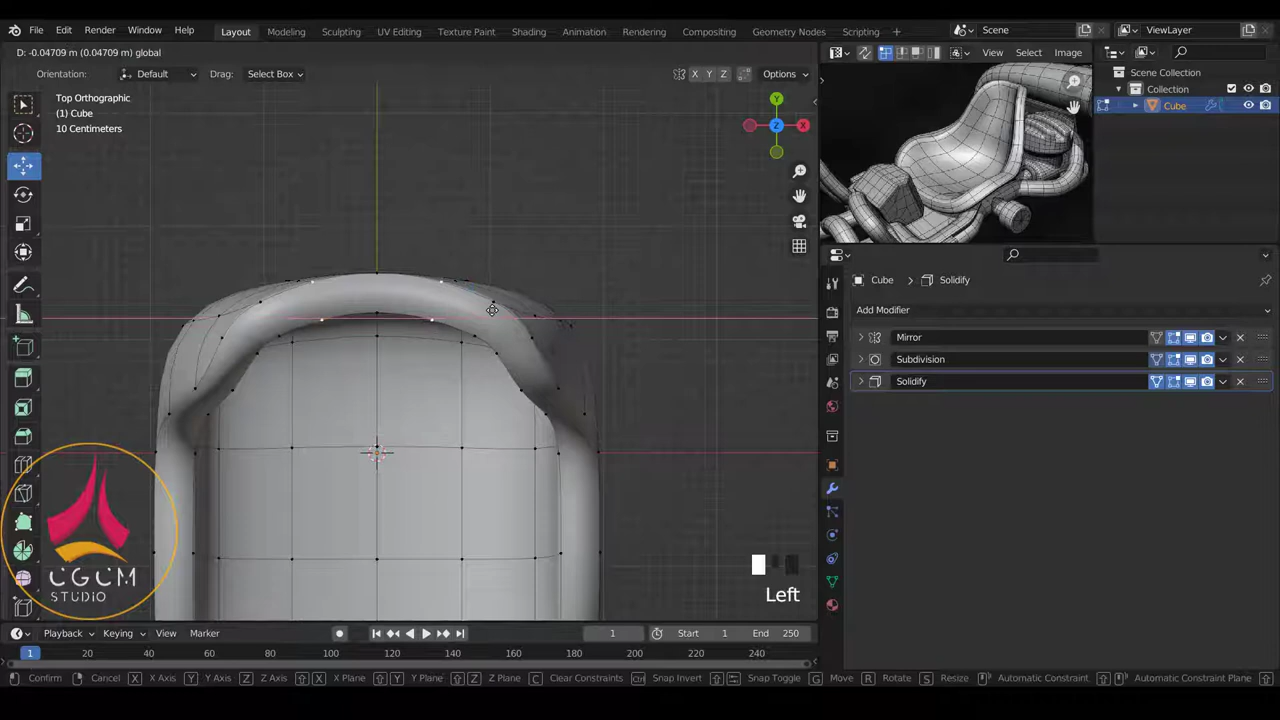 File Edit Render Window Help
Layout Modeling Sculpting UV Editing Texture Paint Shading Animation Rendering Compositing Geometry Nodes Scripting +
Scene
ViewLayer
D: -0.04709 m (0.04709 m) global
View Select Image
Orientation: Default Drag: Select Box
X Y Z Options
Top Orthographic
(1) Cube
10 Centimeters
Y
Z
X
Scene Collection
Collection
Cube
Cube > Solidify
Add Modifier
Mirror
Subdivision
Solidify
CGCM
STUDIO
Left
Playback Keying View Marker
1
Start 1
End 250
1 20 40 60 80 100 120 140 160 180 200 220 240
Confirm Cancel X X Axis Y Y Axis Z Z Axis X X Plane Y Y Plane Z Z Plane C Clear Constraints Ctrl Snap Invert Snap Toggle G Move R Rotate S Resize Automatic Constraint Automatic Constraint Plane